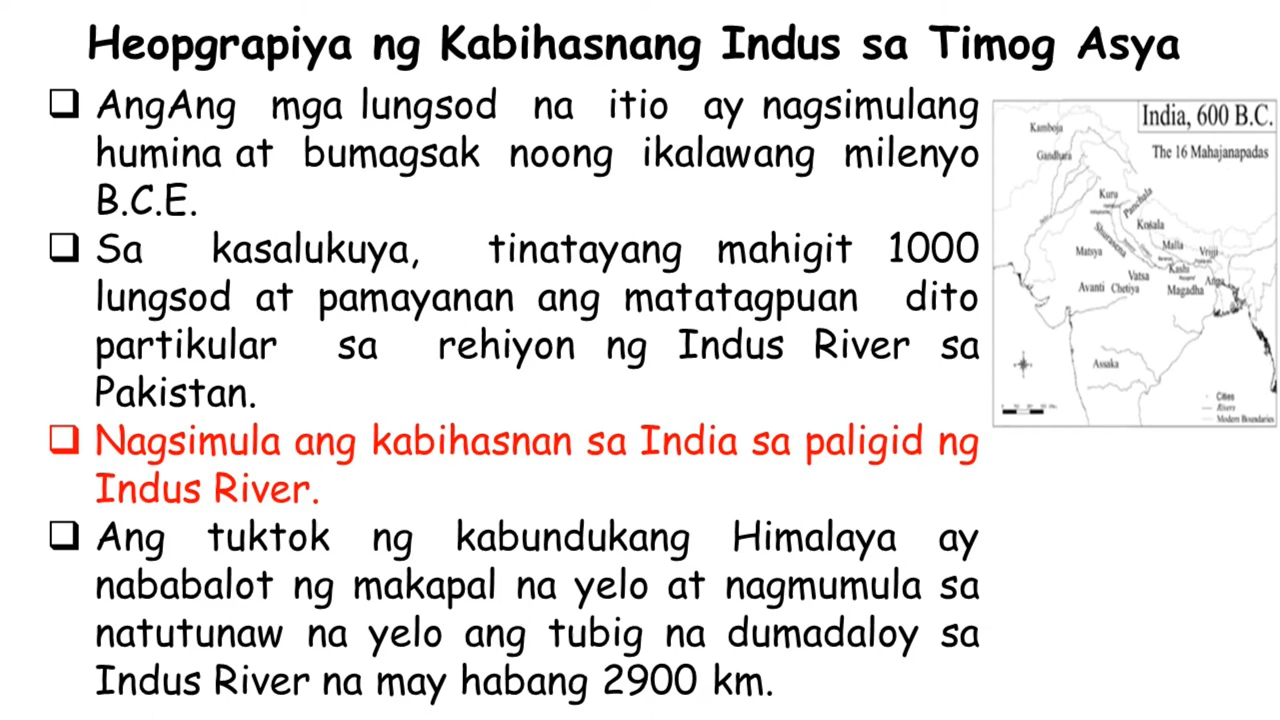 Heopgrapiya ng Kabihasnang Indus sa Timog Asya
❑ AngAng mga lungsod na itio ay nagsimulang
humina at bumagsak noong ikalawang milenyo
B.C.E.
❑ Sa kasalukuya, tinatayang mahigit 1000
lungsod at pamayanan ang matatagpuan dito
partikular sa rehiyon ng Indus River sa
Pakistan.
❑ Nagsimula ang kabihasnan sa India sa paligid ng
Indus River.
❑ Ang tuktok ng kabundukang Himalaya ay
nababalot ng makapal na yelo at nagmumula sa
natutunaw na yelo ang tubig na dumadaloy sa
Indus River na may habang 2900 km.
India, 600 B.C.
The 16 Mahajanapadas
Kamboja
Gandhara
Kuru
Panchala
Kosala
Shurasena
Malla
Vrijji
Matsya
Kashi
Vatsa
Anga
Avanti
Chetiya
Magadha
Assaka
Cities
Rivers
Modern Boundaries